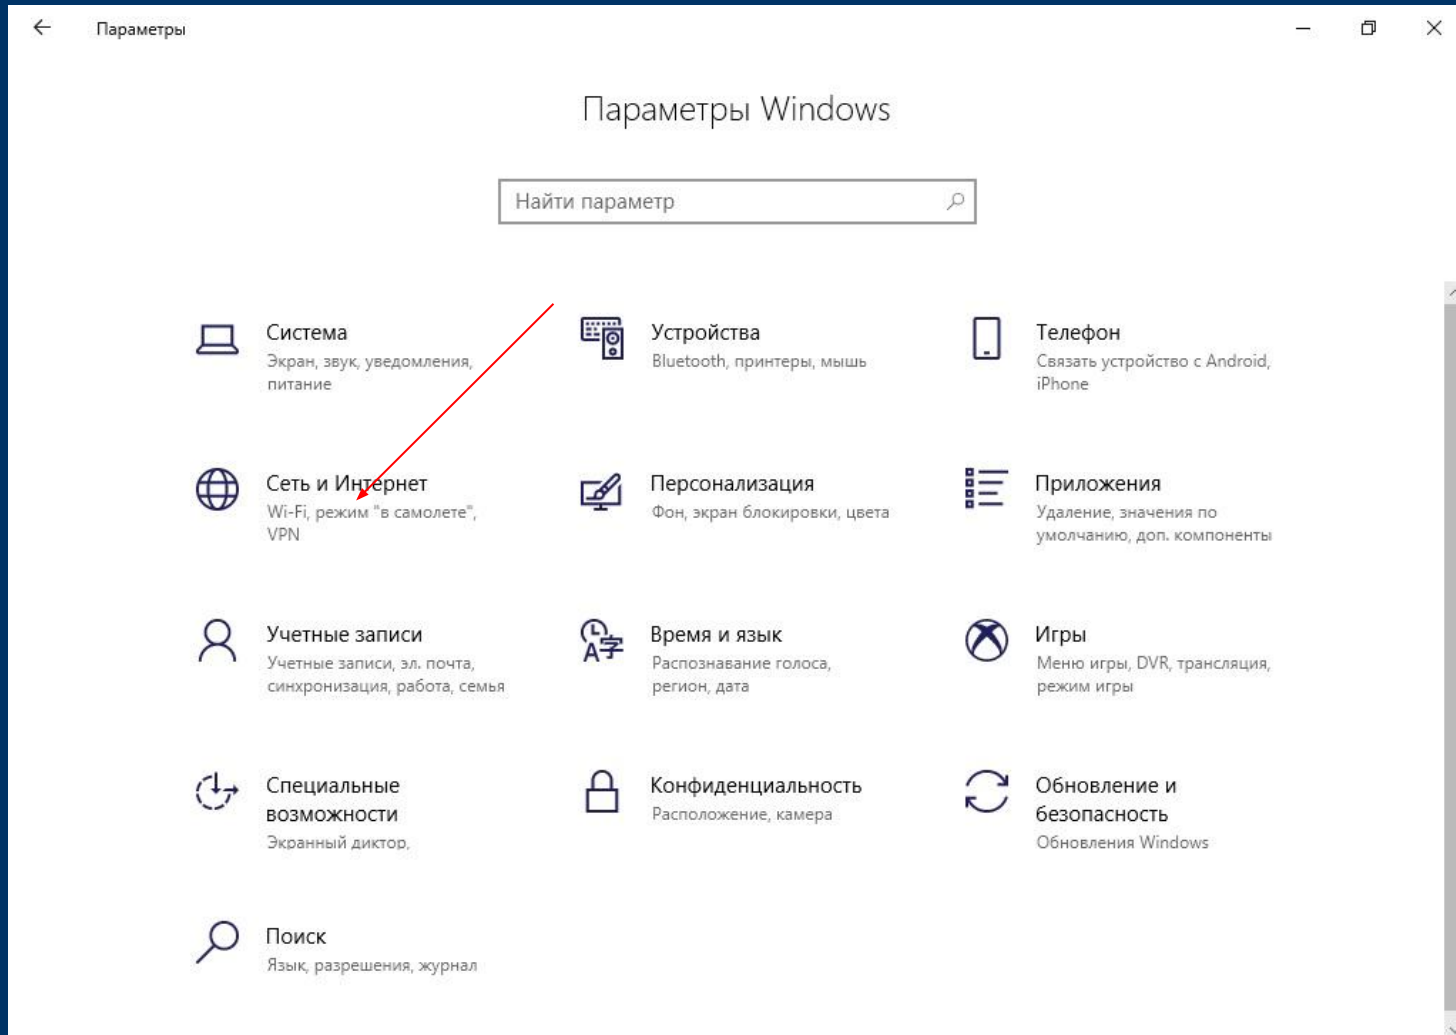 Параметры
Параметры Windows
Найти параметр
Система
Экран, звук, уведомления,
питание
Устройства
Bluetooth, принтеры, мышь
Телефон
Связать устройство с Android,
iPhone
Сеть и Интернет
Wi-Fi, режим "в самолете",
VPN
Персонализация
Фон, экран блокировки, цвета
Приложения
Удаление, значения по
умолчанию, доп. компоненты
Учетные записи
Учетные записи, эл. почта,
синхронизация, работа, семья
Время и язык
Распознавание голоса,
регион, дата
Игры
Меню игры, DVR, трансляция,
режим игры
Специальные
возможности
Экранный диктор,
Конфиденциальность
Расположение, камера
Обновление и
безопасность
Обновления Windows
Поиск
Язык, разрешения, журнал